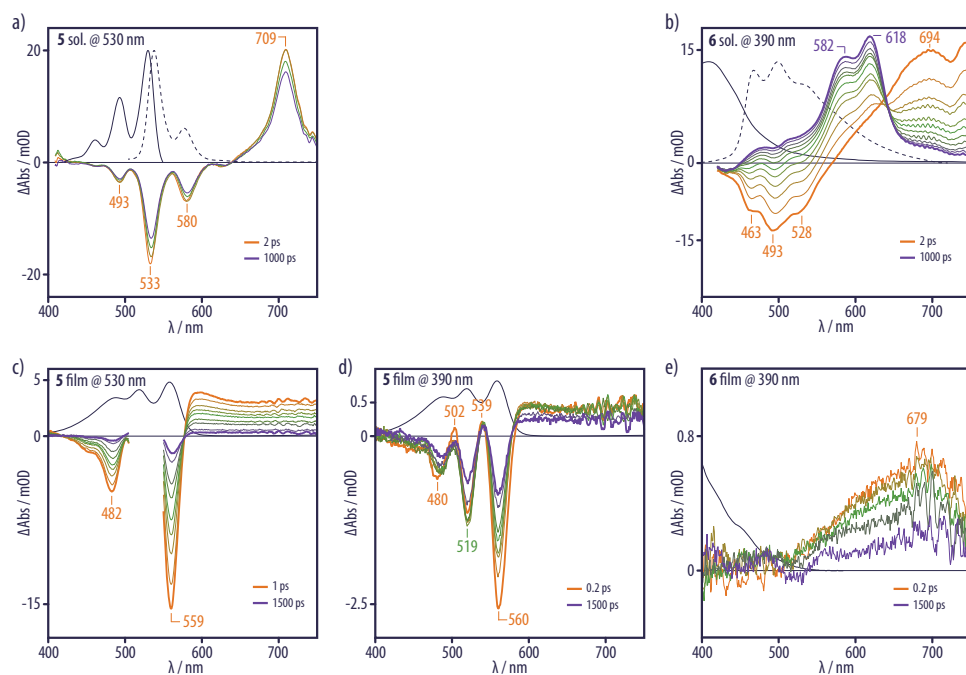 a)
5 sol. @ 530 nm
709
20
0
-20
ΔAbs / mOD
493
533
580
2 ps
1000 ps
400 500 600 700
λ / nm
b)
6 sol. @ 390 nm
582
618
694
15
0
-15
ΔAbs / mOD
463
493
528
2 ps
1000 ps
400 500 600 700
λ / nm
c)
5 film @ 530 nm
5
0
-15
ΔAbs / mOD
482
559
1 ps
1500 ps
400 500 600 700
λ / nm
d)
5 film @ 390 nm
0.5
0
-2.5
ΔAbs / mOD
502
539
480
519
560
0.2 ps
1500 ps
400 500 600 700
λ / nm
e)
6 film @ 390 nm
679
0.8
0
ΔAbs / mOD
0.2 ps
1500 ps
400 500 600 700
λ / nm